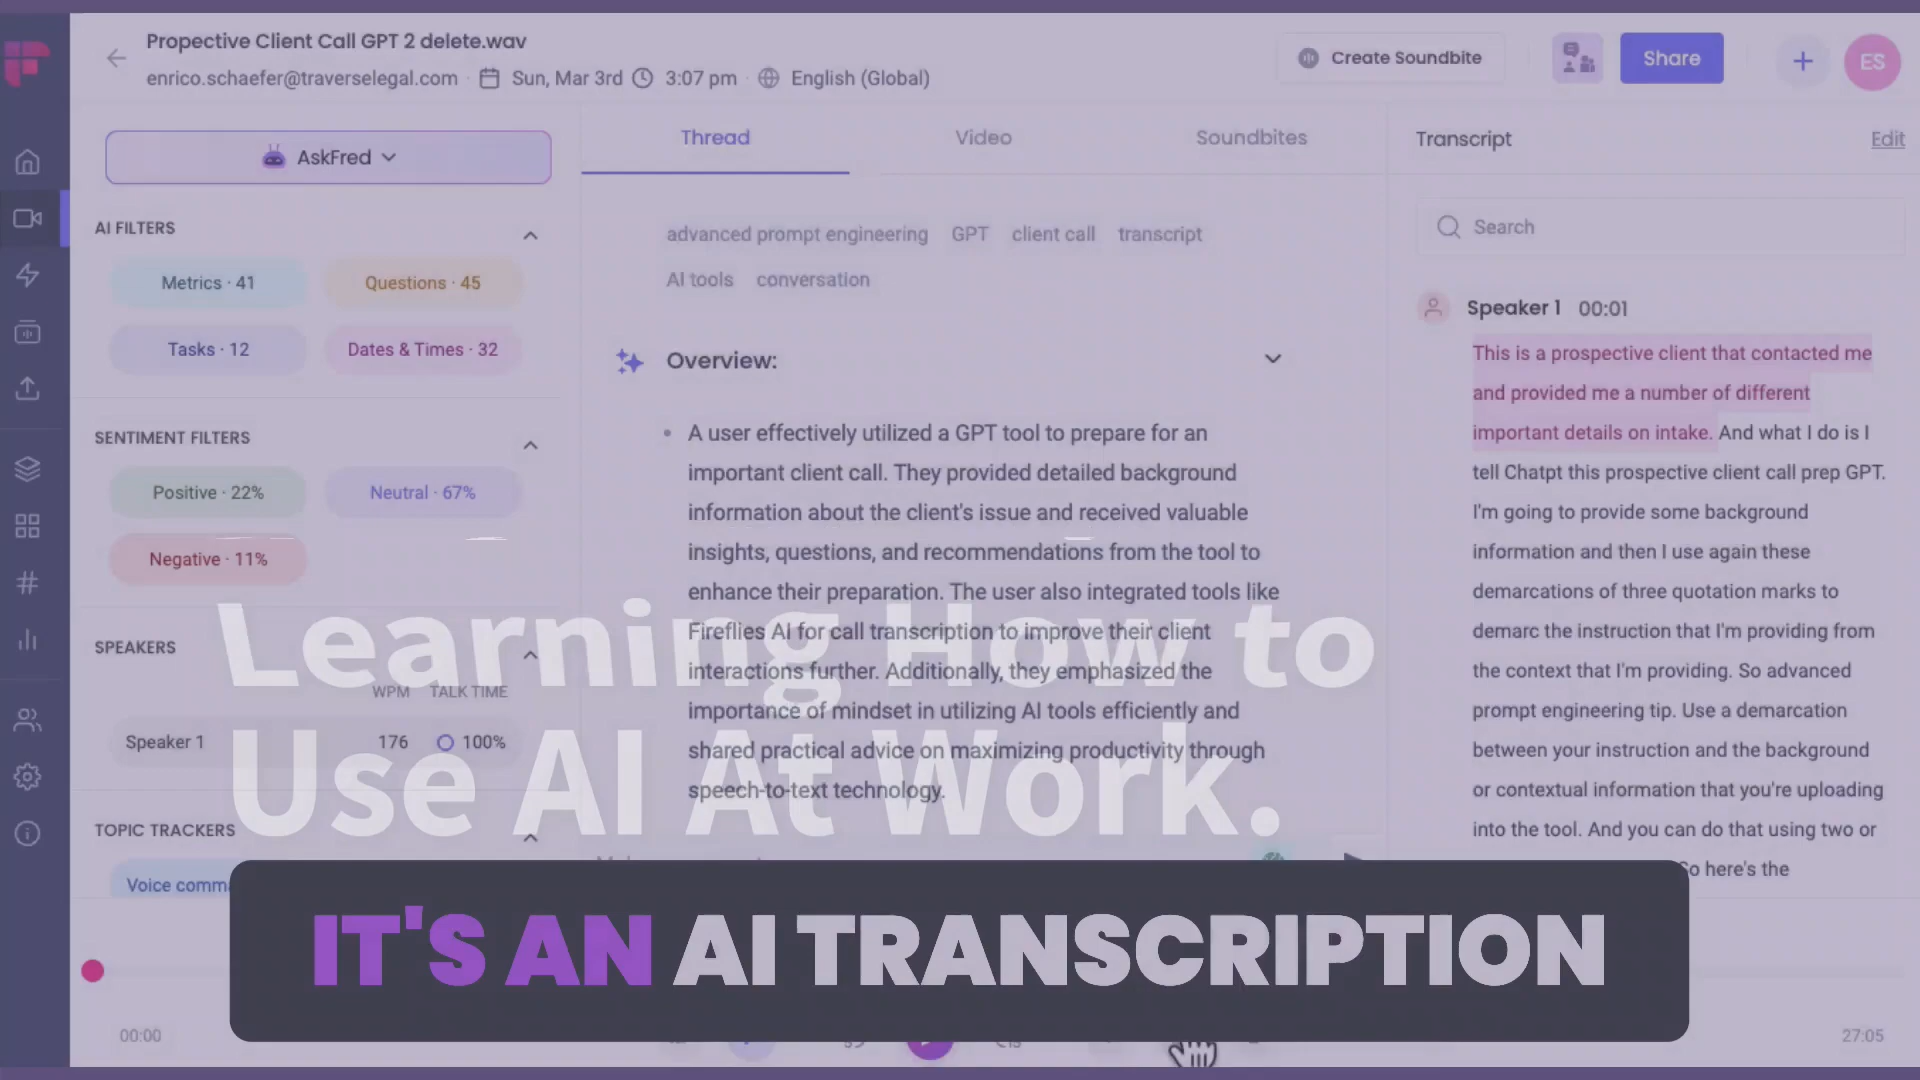 Propective Client Call GPT 2 delete.wav
enrico.schaefer@traverselegal.com
Sun, Mar 3rd
3:07 pm
English (Global)
Create Soundbite
Share
ES
AskFred
AI FILTERS
Metrics · 41
Questions · 45
Tasks · 12
Dates & Times · 32
SENTIMENT FILTERS
Positive · 22%
Neutral · 67%
Negative · 11%
SPEAKERS
WPM TALK TIME
Speaker 1 176 100%
TOPIC TRACKERS
Voice comma
Thread Video Soundbites
advanced prompt engineering GPT client call transcript
AI tools conversation
Overview:
• A user effectively utilized a GPT tool to prepare for an
important client call. They provided detailed background
information about the client's issue and received valuable
insights, questions, and recommendations from the tool to
enhance their preparation. The user also integrated tools like
Fireflies AI for call transcription to improve their client
interactions further. Additionally, they emphasized the
importance of mindset in utilizing AI tools efficiently and
shared practical advice on maximizing productivity through
speech-to-text technology.
Transcript
Edit
Search
Speaker 1 00:01
This is a prospective client that contacted me
and provided me a number of different
important details on intake. And what I do is I
tell Chatpt this prospective client call prep GPT.
I'm going to provide some background
information and then I use again these
demarcations of three quotation marks to
demarc the instruction that I'm providing from
the context that I'm providing. So advanced
prompt engineering tip. Use a demarcation
between your instruction and the background
or contextual information that you're uploading
into the tool. And you can do that using two or
So here's the
Learning How to
Use AI At Work.
IT'S AN AI TRANSCRIPTION
00:00
27:05